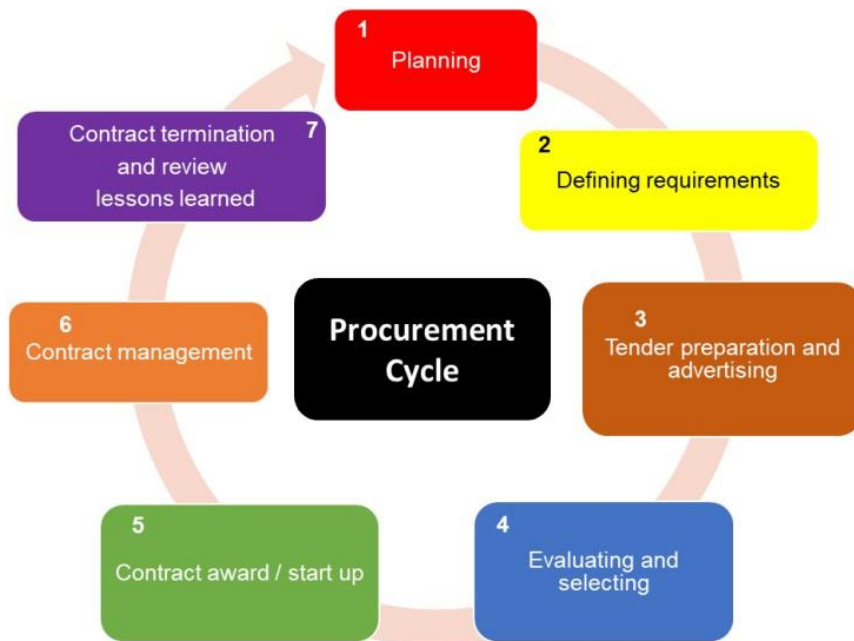 1
Planning
2
Defining requirements
3
Tender preparation and
advertising
4
Evaluating and
selecting
5
Contract award / start up
6
Contract management
7
Contract termination
and review
lessons learned
Procurement
Cycle